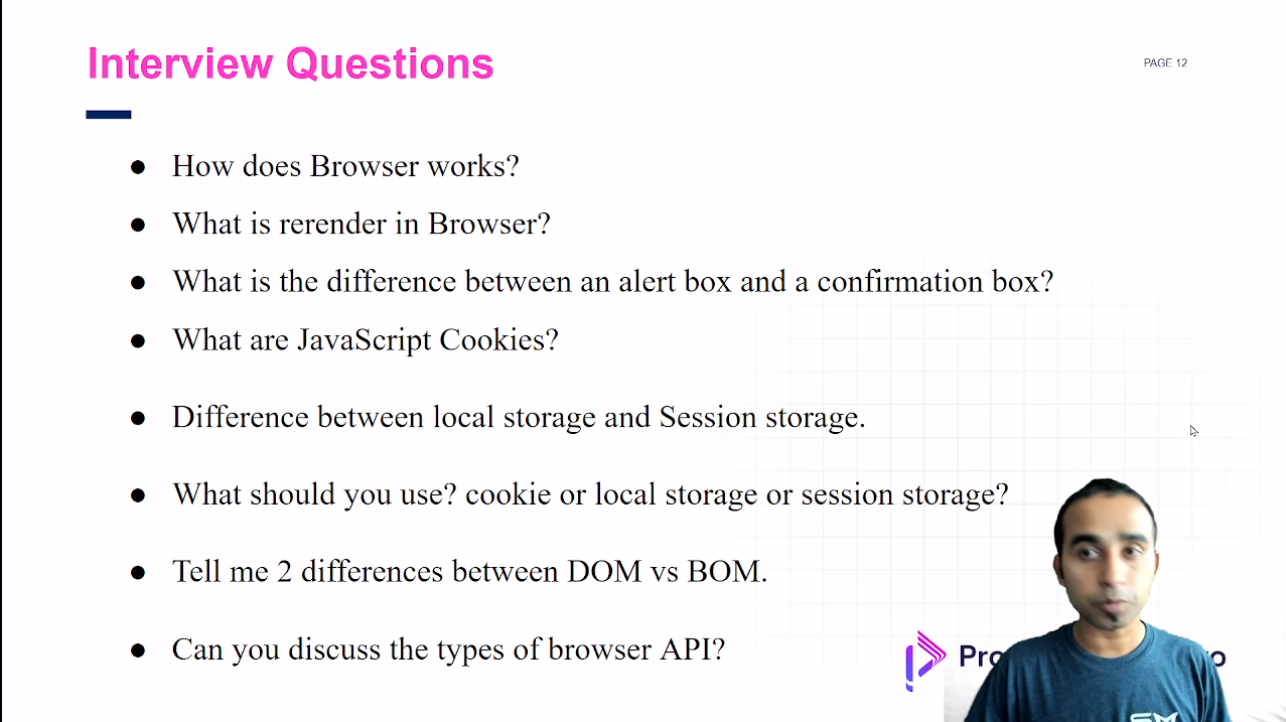 Interview Questions
PAGE 12
● How does Browser works?
● What is rerender in Browser?
● What is the difference between an alert box and a confirmation box?
● What are JavaScript Cookies?
● Difference between local storage and Session storage.
● What should you use? cookie or local storage or session storage?
● Tell me 2 differences between DOM vs BOM.
● Can you discuss the types of browser API?